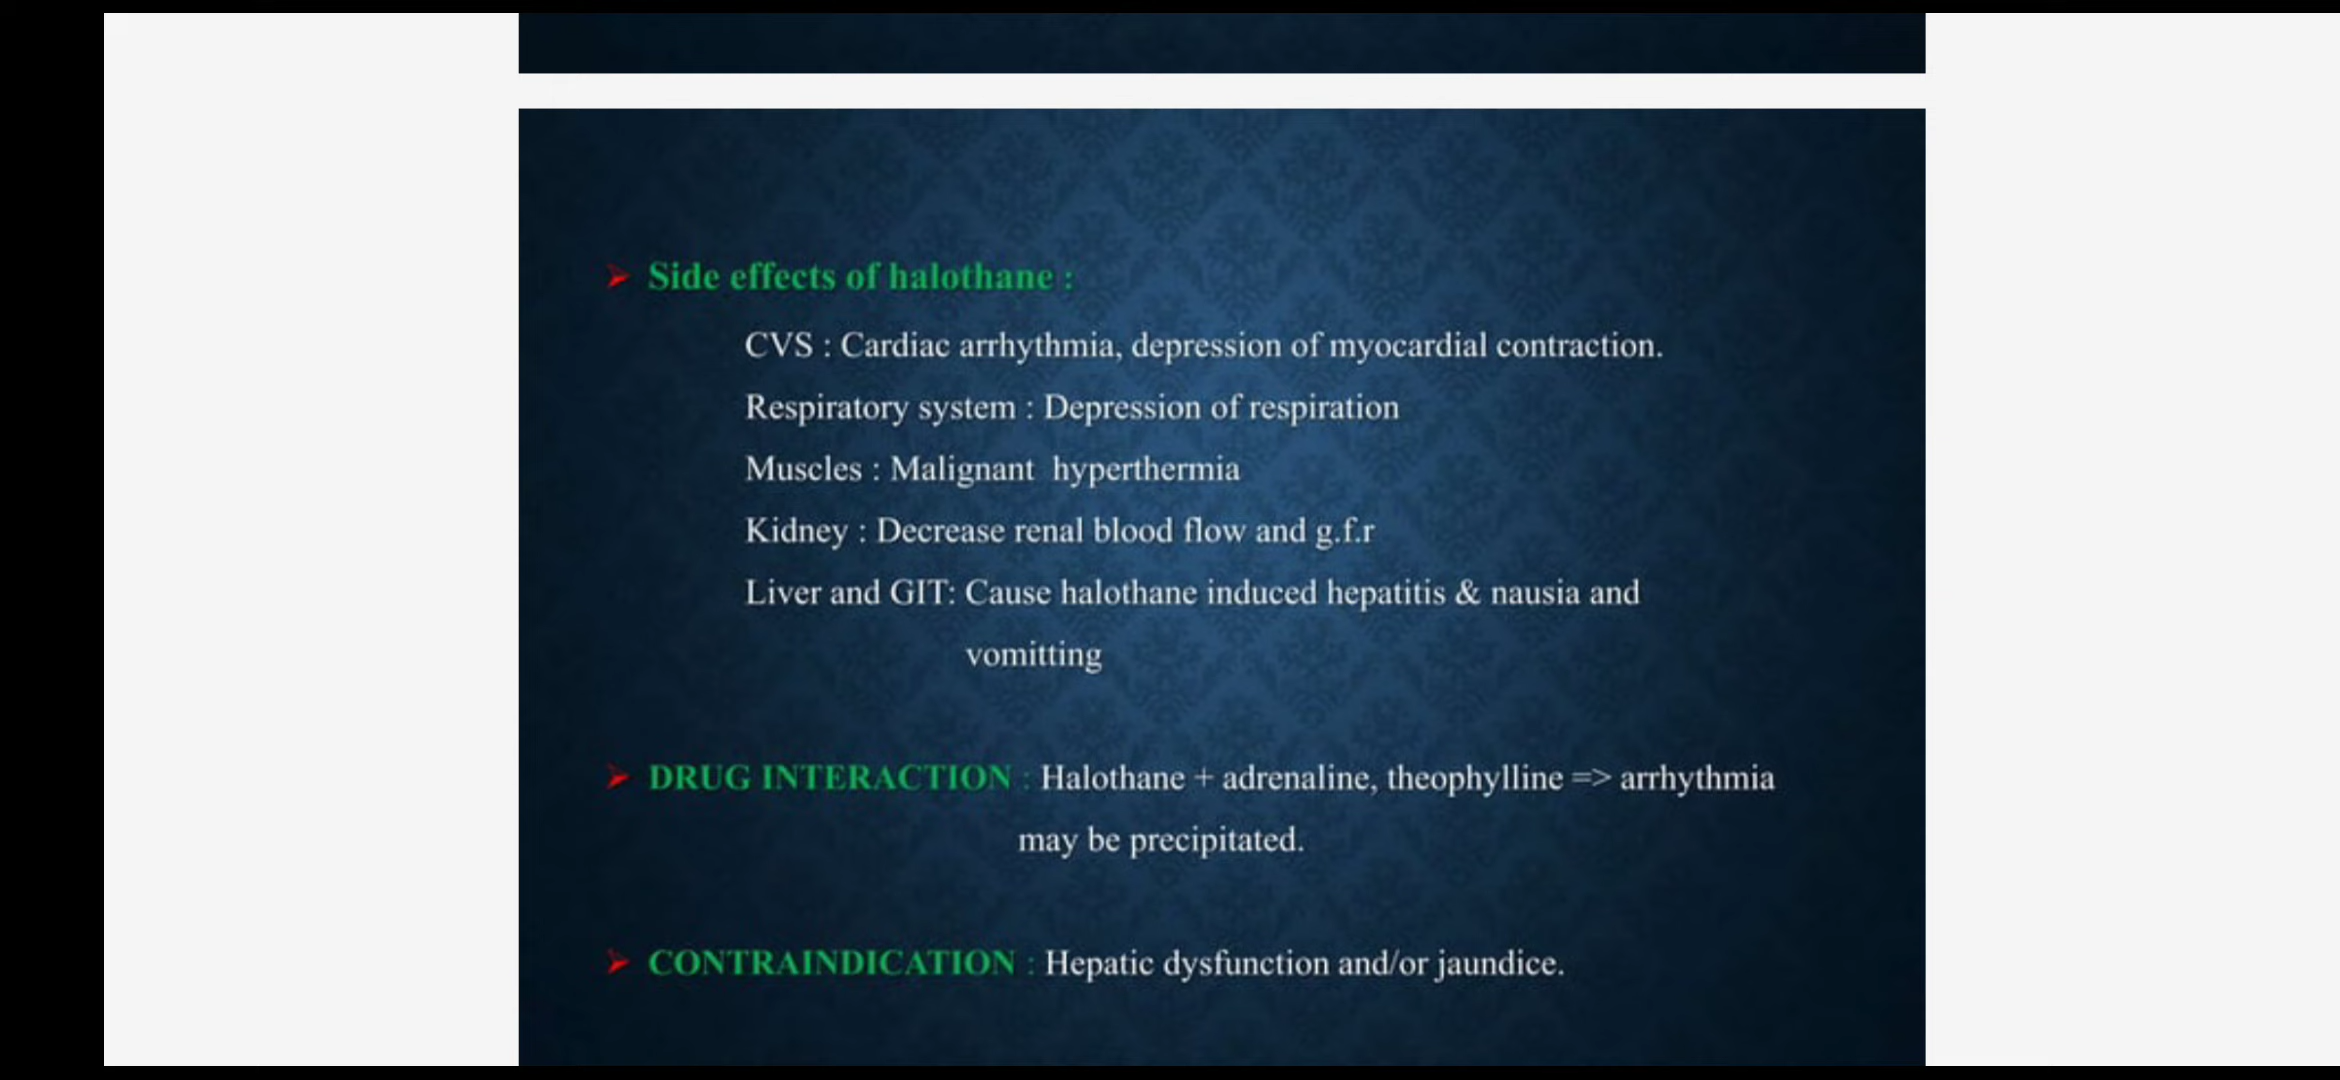 Side effects of halothane :
CVS : Cardiac arrhythmia, depression of myocardial contraction.
Respiratory system : Depression of respiration
Muscles : Malignant hyperthermia
Kidney : Decrease renal blood flow and g.f.r
Liver and GIT: Cause halothane induced hepatitis & nausia and
vomitting
DRUG INTERACTION : Halothane + adrenaline, theophylline => arrhythmia
may be precipitated.
CONTRAINDICATION : Hepatic dysfunction and/or jaundice.